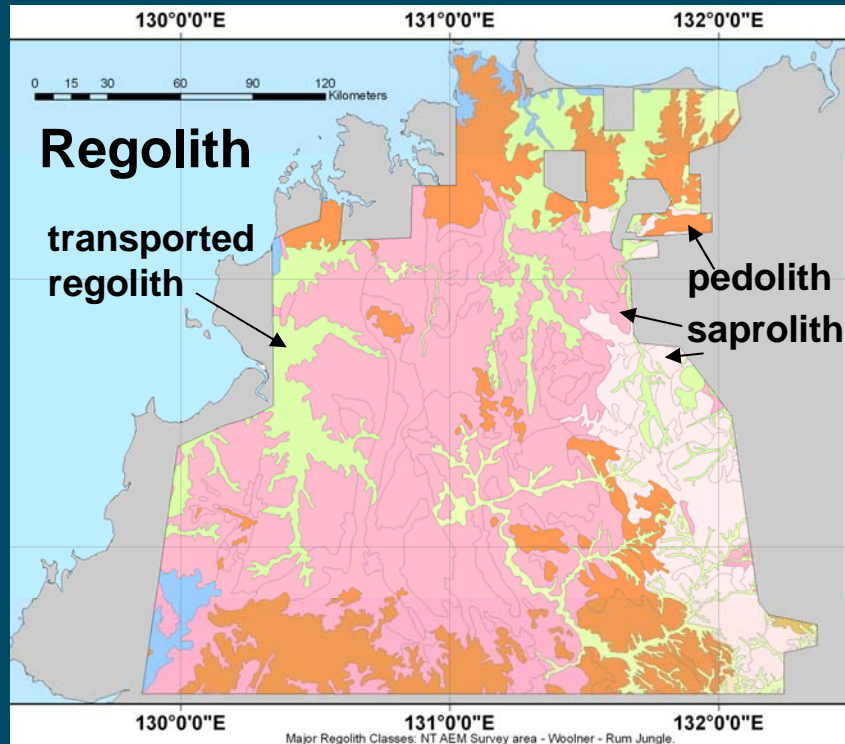 130°0'0"E 131°0'0"E 132°0'0"E
0 15 30 60 90 120
Kilometers
Regolith
transported
regolith
pedolith
saprolith
130°0'0"E 131°0'0"E 132°0'0"E
Major Regolith Classes: NT AEM Survey area - Woolner - Rum Jungle.